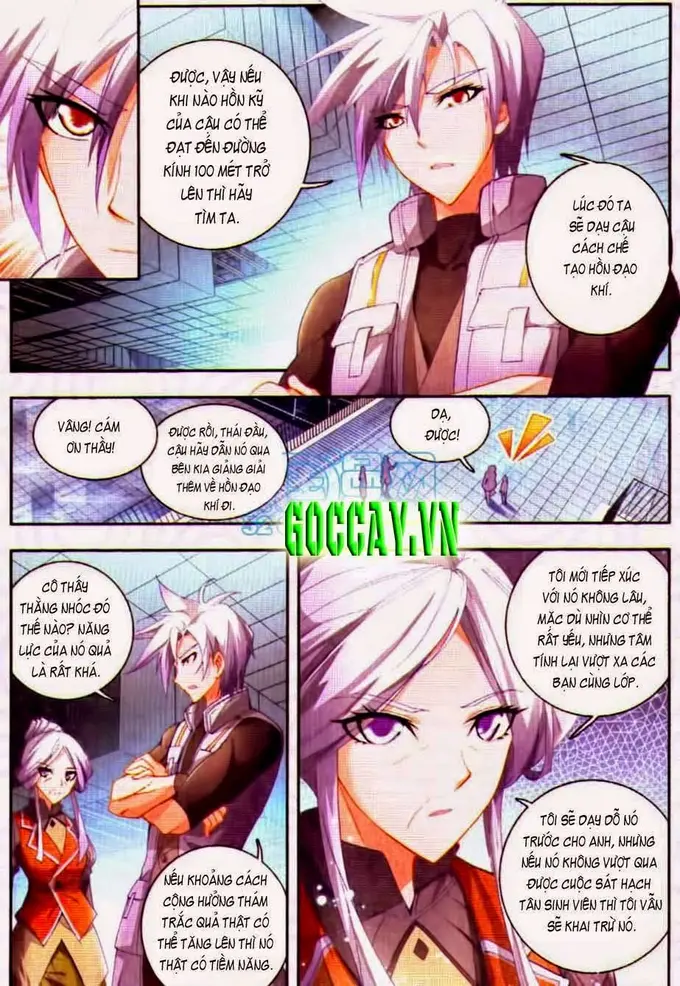 ĐƯỢC, VẬY NẾU
KHI NÀO HỒN KỸ
CỦA CẬU CÓ THỂ
ĐẠT ĐẾN ĐƯỜNG
KÍNH 100 MÉT TRỞ
LÊN THÌ HÃY
TÌM TA.
LÚC ĐÓ TA
SẼ DẠY CẬU
CÁCH CHẾ
TẠO HỒN ĐẠO
KHÍ.
VÂNG! CÁM
ƠN THẦY!
ĐƯỢC RỒI, THÁI ĐẦU,
CẬU HÃY DẪN NÓ QUA
BÊN KIA GIẢNG GIẢI
THÊM VỀ HỒN ĐẠO
KHÍ ĐI.
DẠ,
ĐƯỢC!
GOCCAY.VN
CÔ THẤY
THẰNG NHÓC ĐÓ
THẾ NÀO? NĂNG
LỰC CỦA NÓ QUẢ
LÀ RẤT KHÁ.
NẾU KHOẢNG CÁCH
CỘNG HƯỞNG THÁM
TRẮC QUẢ THẬT CÓ
THỂ TĂNG LÊN THÌ NÓ
THẬT CÓ TIỀM NĂNG.
TÔI MỚI TIẾP XÚC
VỚI NÓ KHÔNG LÂU,
MẶC DÙ NHÌN CƠ THỂ
RẤT YẾU, NHƯNG TÂM
TÍNH LẠI VƯỢT XA CÁC
BẠN CÙNG LỚP.
TÔI SẼ DẠY DỖ NÓ
TRƯỚC CHO ANH, NHƯNG
NẾU NÓ KHÔNG VƯỢT QUA
ĐƯỢC CUỘC SÁT HẠCH
TÂN SINH VIÊN THÌ TÔI VẪN
SẼ KHAI TRỪ NÓ.